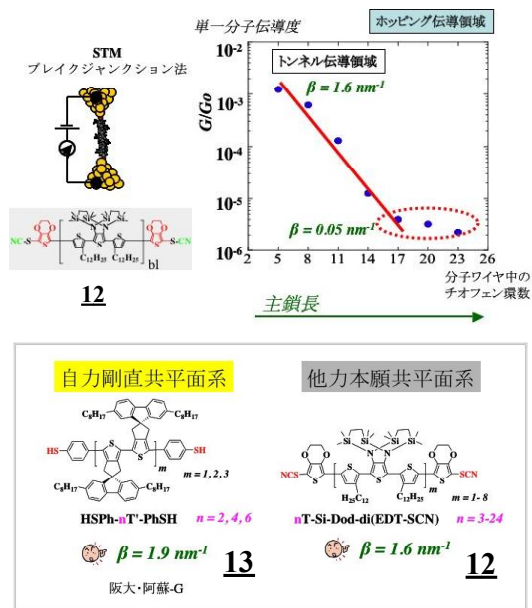 STM
ブレイクジャンクション法
NC-S
S-CN
C12H25 C12H25
bl
12
単一分子伝導度
ホッピング伝導領域
トンネル伝導領域
β = 1.6 nm-1
β = 0.05 nm-1
G/Go
10-2
10-3
10-4
10-5
10-6
2 5 8 11 14 17 20 23 26
分子ワイヤ中の
チオフェン環数
主鎖長
自力剛直共平面系
C8H17 C8H17
HS SH
m
m = 1,2,3
C8H17 C8H17
HSPh-nT'-PhSH n = 2, 4, 6
β = 1.9 nm-1 13
阪大・阿蘇-G
他力本願共平面系
Si Si Si Si
N N
NCS SCN
m
H25C12 C12H25
m = 1- 8
nT-Si-Dod-di(EDT-SCN) n = 3-24
β = 1.6 nm-1 12